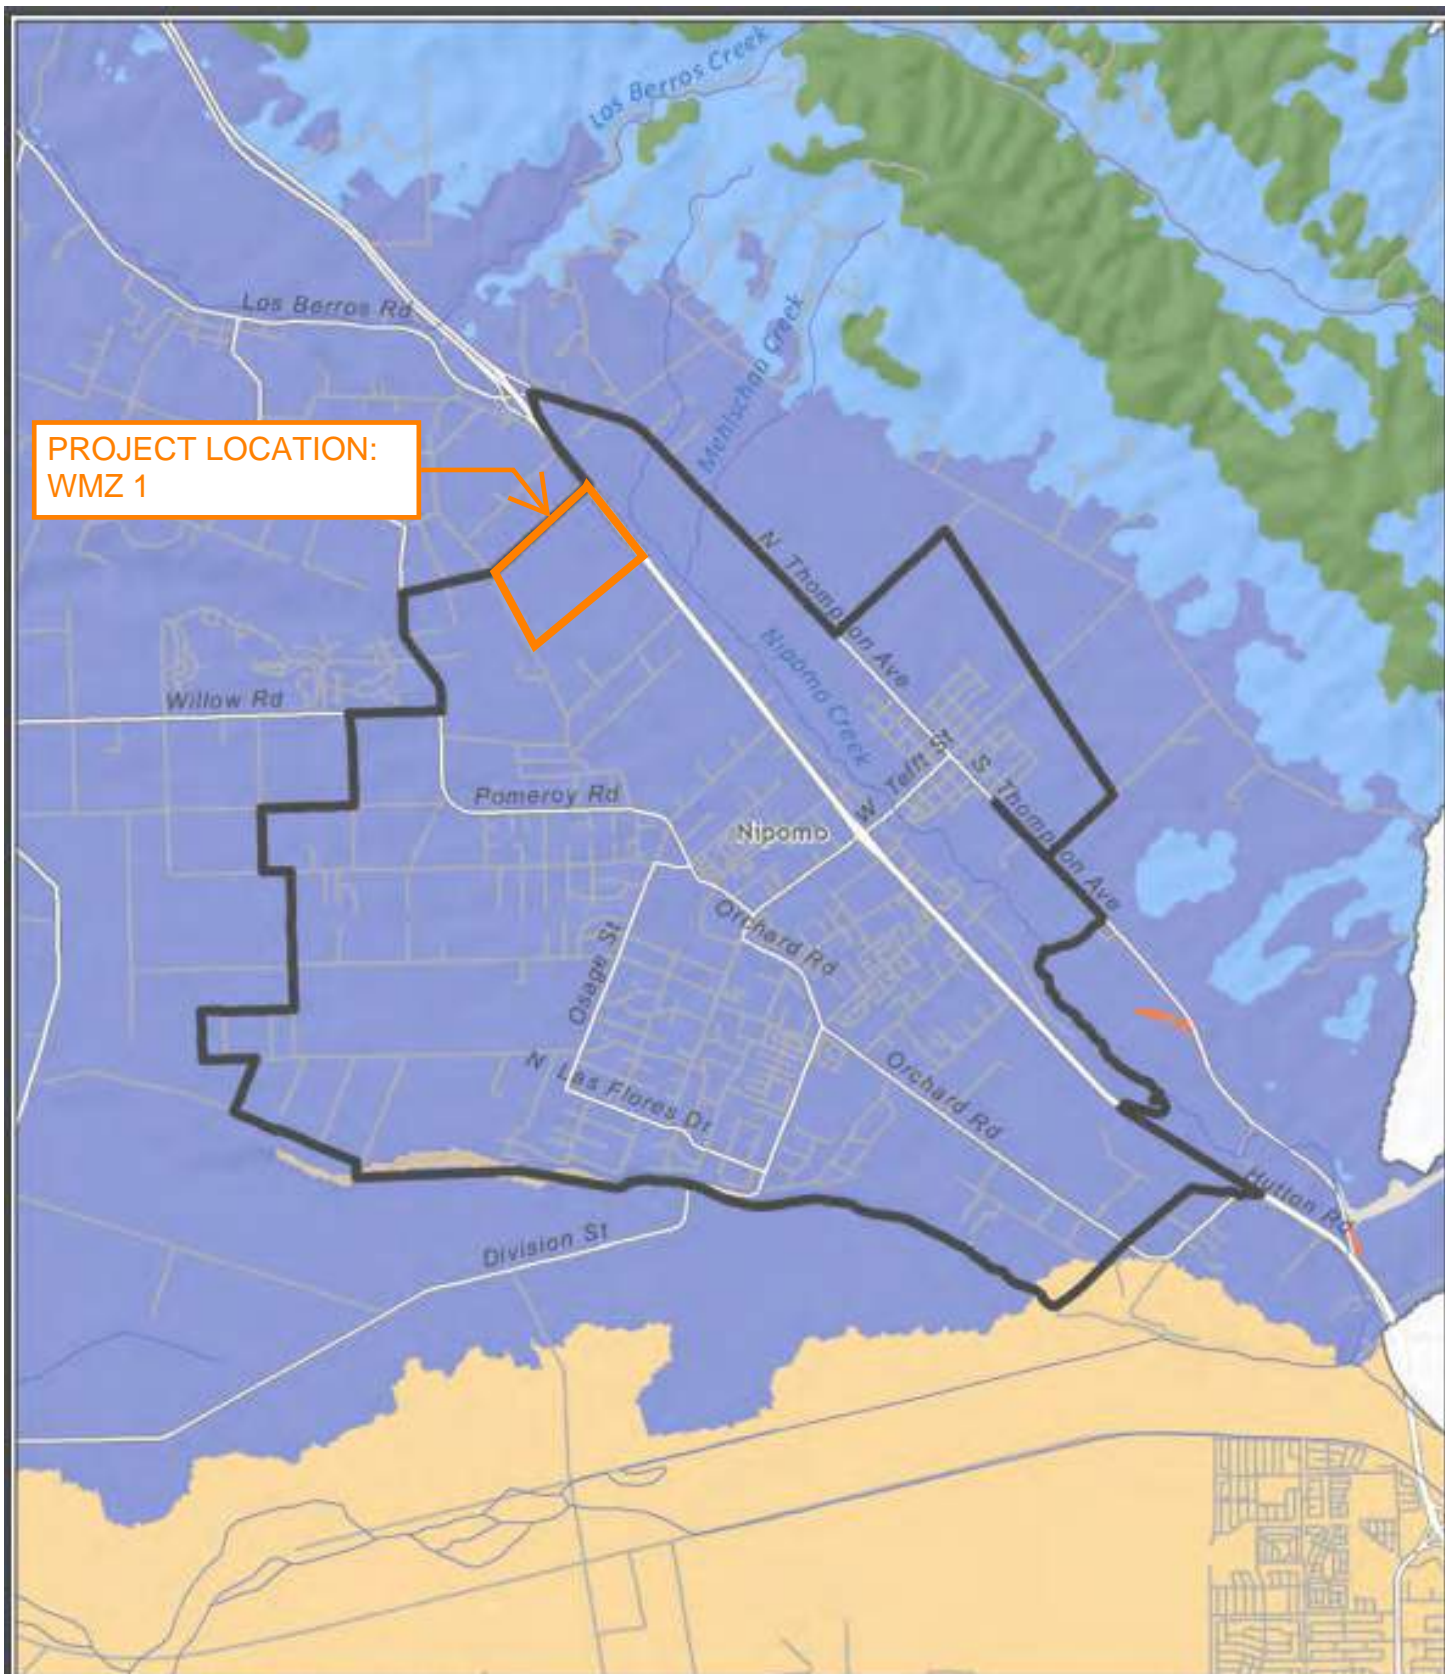 Los Berros Creek
Los Berros Rd
Mehlschau Creek
PROJECT LOCATION:
WMZ 1
N Thompson Ave
Nipomo Creek
Willow Rd
W Tefft St
S Thompson Ave
Pomeroy Rd
Nipomo
Orchard Rd
Osage St
N Las Flores Dr
Orchard Rd
Hutton Rd
Division St